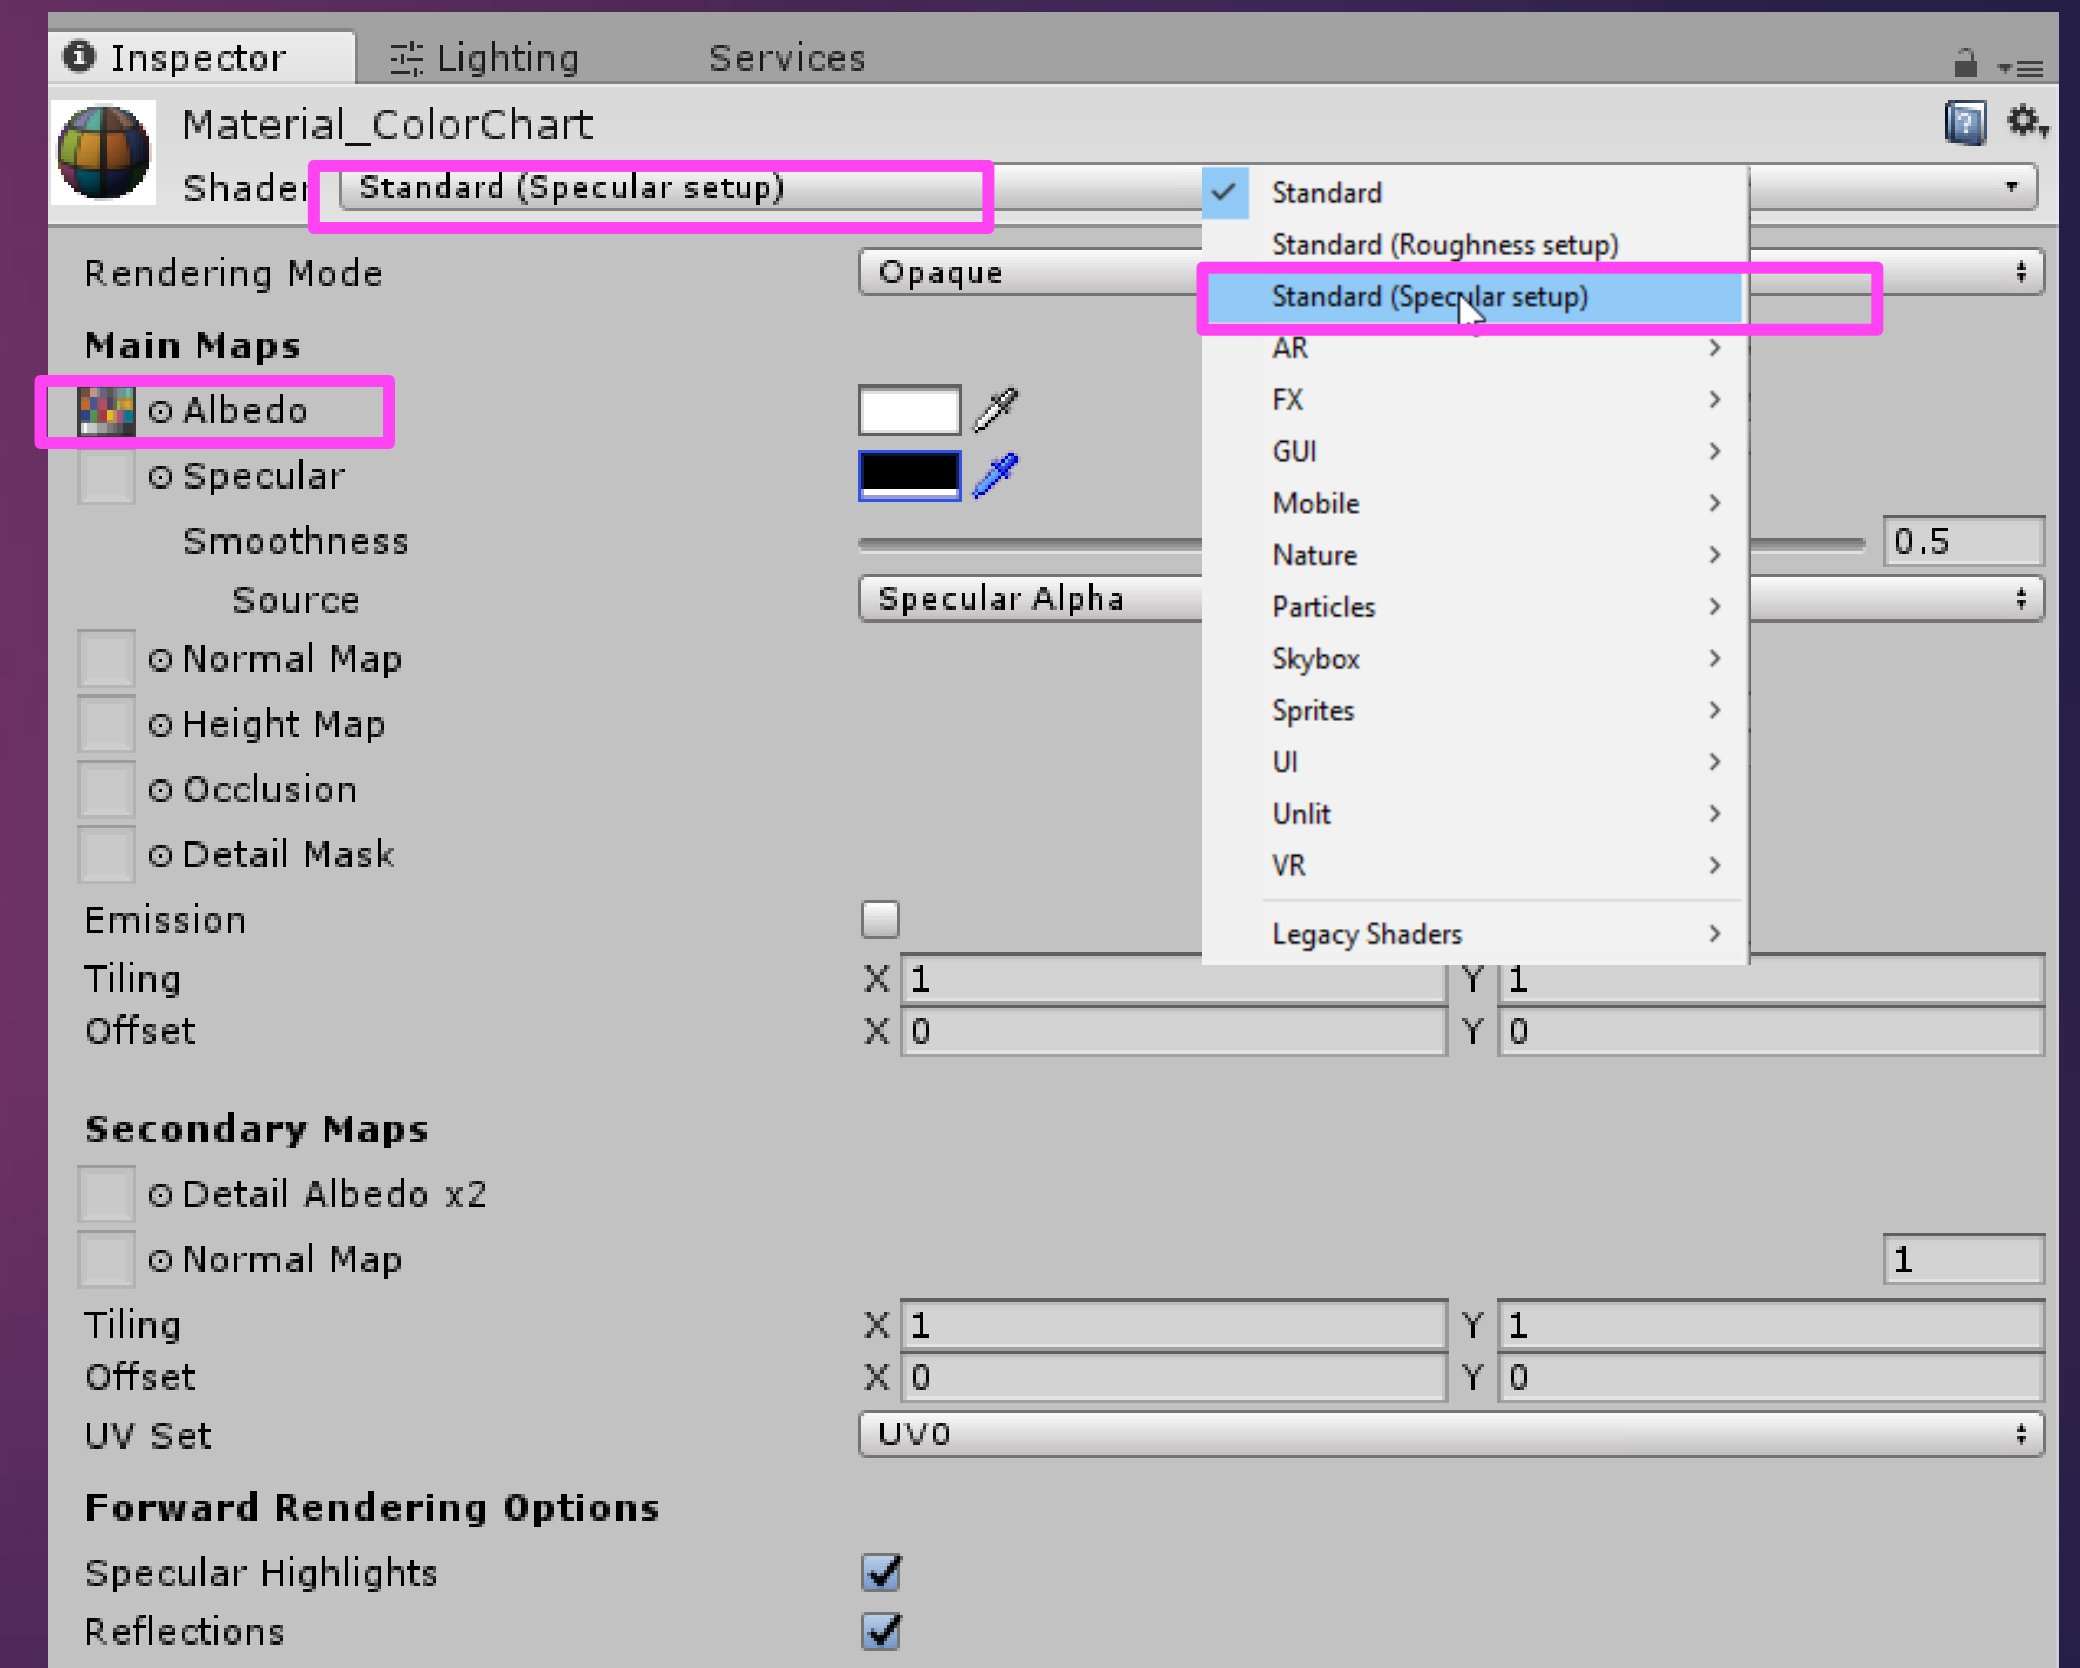 Inspector Lighting Services
Material_ColorChart
Shader Standard (Specular setup)
Standard
Standard (Roughness setup)
Standard (Specular setup)
AR
FX
GUI
Mobile
Nature
Particles
Skybox
Sprites
UI
Unlit
VR
Legacy Shaders
Rendering Mode Opaque
Main Maps
Albedo
Specular
Smoothness 0.5
Source Specular Alpha
Normal Map
Height Map
Occlusion
Detail Mask
Emission
Tiling X 1 Y 1
Offset X 0 Y 0
Secondary Maps
Detail Albedo x2
Normal Map 1
Tiling X 1 Y 1
Offset X 0 Y 0
UV Set UV0
Forward Rendering Options
Specular Highlights
Reflections